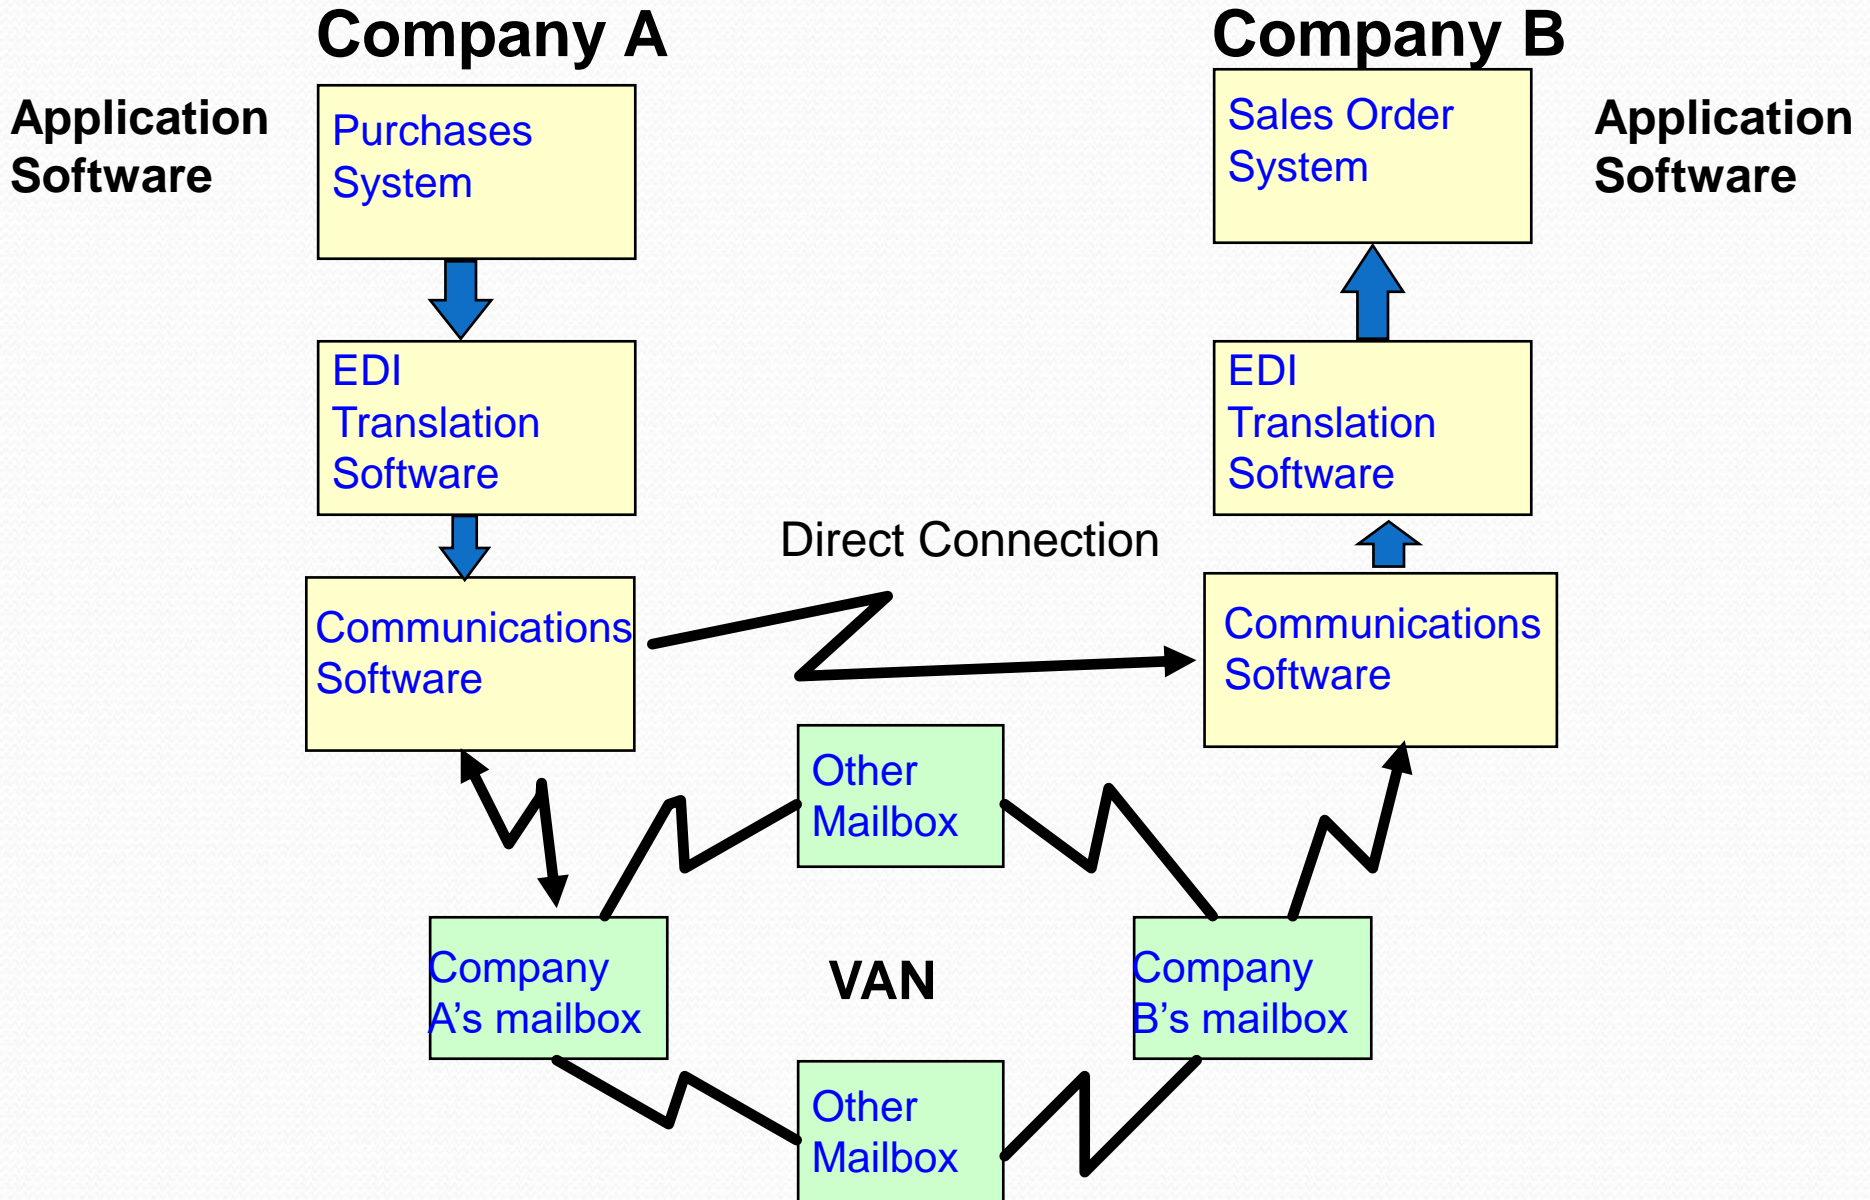 Company A
Company B
Application
Software
Purchases
System
Sales Order
System
Application
Software
EDI
Translation
Software
EDI
Translation
Software
Direct Connection
Communications
Software
Communications
Software
Other
Mailbox
Company
A’s mailbox
VAN
Company
B’s mailbox
Other
Mailbox